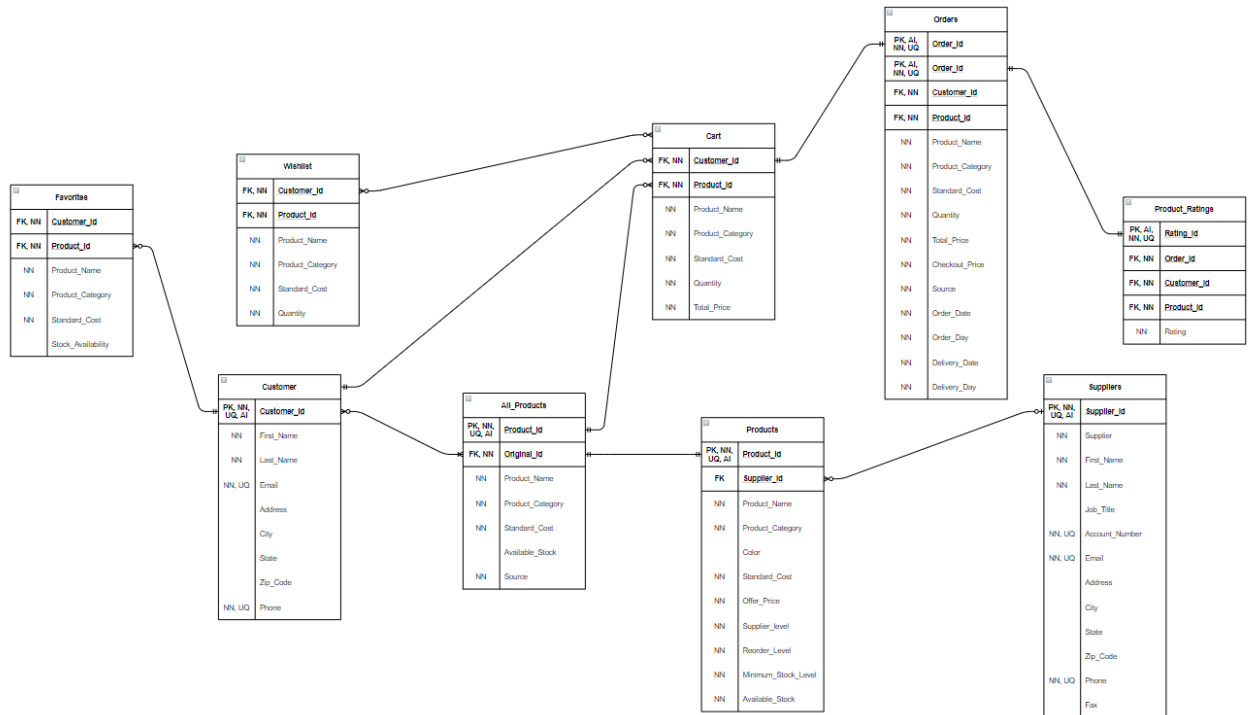 Orders
PK, AI, NN, UQ Order_Id
PK, AI, NN, UQ Order_Id
FK, NN Customer_Id
FK, NN Product_Id
NN Product_Name
NN Product_Category
NN Standard_Cost
NN Quantity
NN Total_Price
NN Checkout_Price
NN Source
NN Order_Date
NN Order_Day
NN Delivery_Date
NN Delivery_Day
Cart
FK, NN Customer_Id
FK, NN Product_Id
NN Product_Name
NN Product_Category
NN Standard_Cost
NN Quantity
NN Total_Price
Wishlist
FK, NN Customer_Id
FK, NN Product_Id
NN Product_Name
NN Product_Category
NN Standard_Cost
NN Quantity
Favorites
FK, NN Customer_Id
FK, NN Product_Id
NN Product_Name
NN Product_Category
NN Standard_Cost
Stock_Availability
Product_Ratings
PK, AI, NN, UQ Rating_Id
FK, NN Order_Id
FK, NN Customer_Id
FK, NN Product_Id
NN Rating
Customer
PK, NN, UQ, AI Customer_Id
NN First_Name
NN Last_Name
NN, UQ Email
Address
City
State
Zip_Code
NN, UQ Phone
All_Products
PK, NN, UQ, AI Product_Id
FK, NN Original_Id
NN Product_Name
NN Product_Category
NN Standard_Cost
Available_Stock
NN Source
Products
PK, NN, UQ, AI Product_Id
FK Supplier_Id
NN Product_Name
NN Product_Category
Color
NN Standard_Cost
NN Offer_Price
NN Supplier_level
NN Reorder_Level
NN Minimum_Stock_Level
NN Available_Stock
Suppliers
PK, NN, UQ, AI Supplier_Id
NN Supplier
NN First_Name
NN Last_Name
Job_Title
NN, UQ Account_Number
NN, UQ Email
Address
City
State
Zip_Code
NN, UQ Phone
Fax